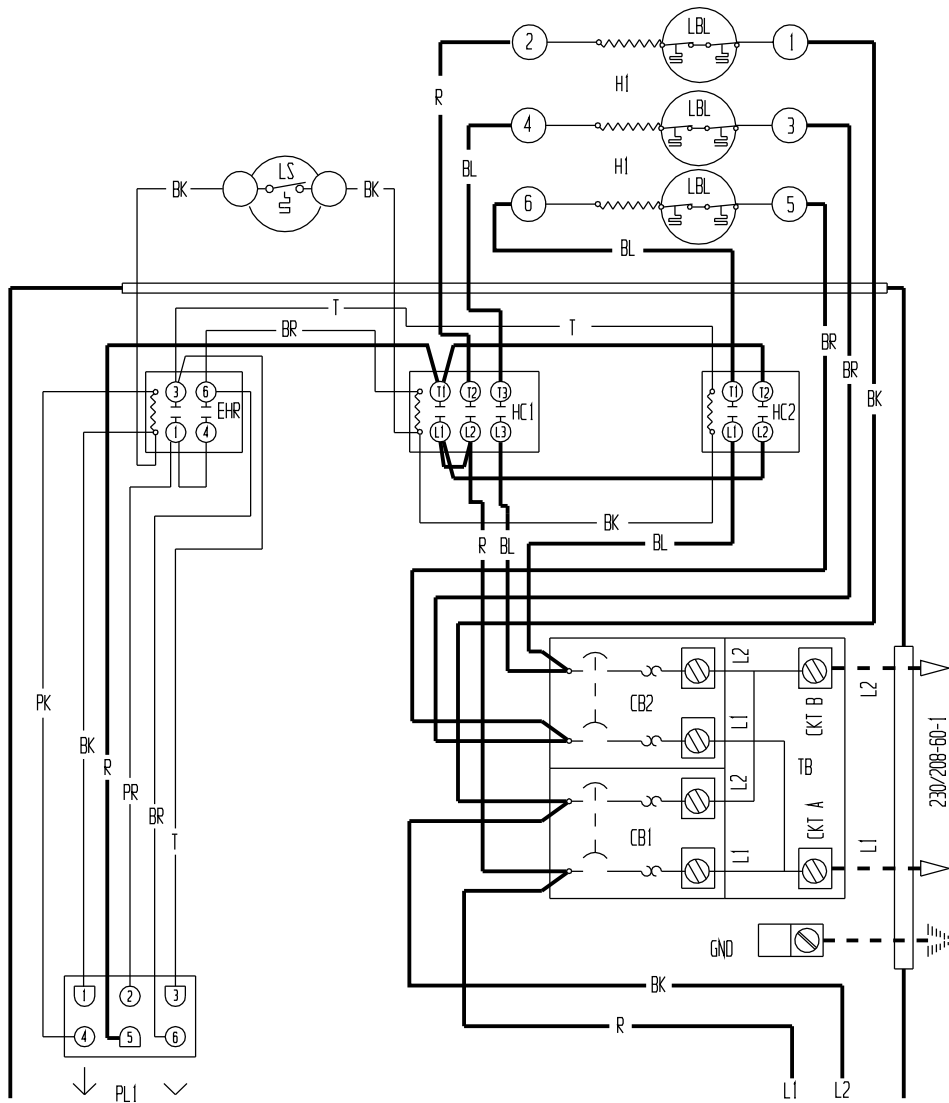 2 LBL 1
R H1
4 LBL 3
BL H1
LS
BK BK
6 LBL 5
BL
T
BR T
BR
BR
BK
3 6
EHR
1 4
T1 T2 T3
HC1
L1 L2 L3
T1 T2
HC2
L1 L2
BK
R BL BL
L2
L2
PK
CB2
CKT B
L1
BK
R
TB
230/208-60-1
PR
L2
BR
T
CKT A
CB1
L1
L1
GND
BK
1 2 3
R
4 5 6
PL1
L1 L2